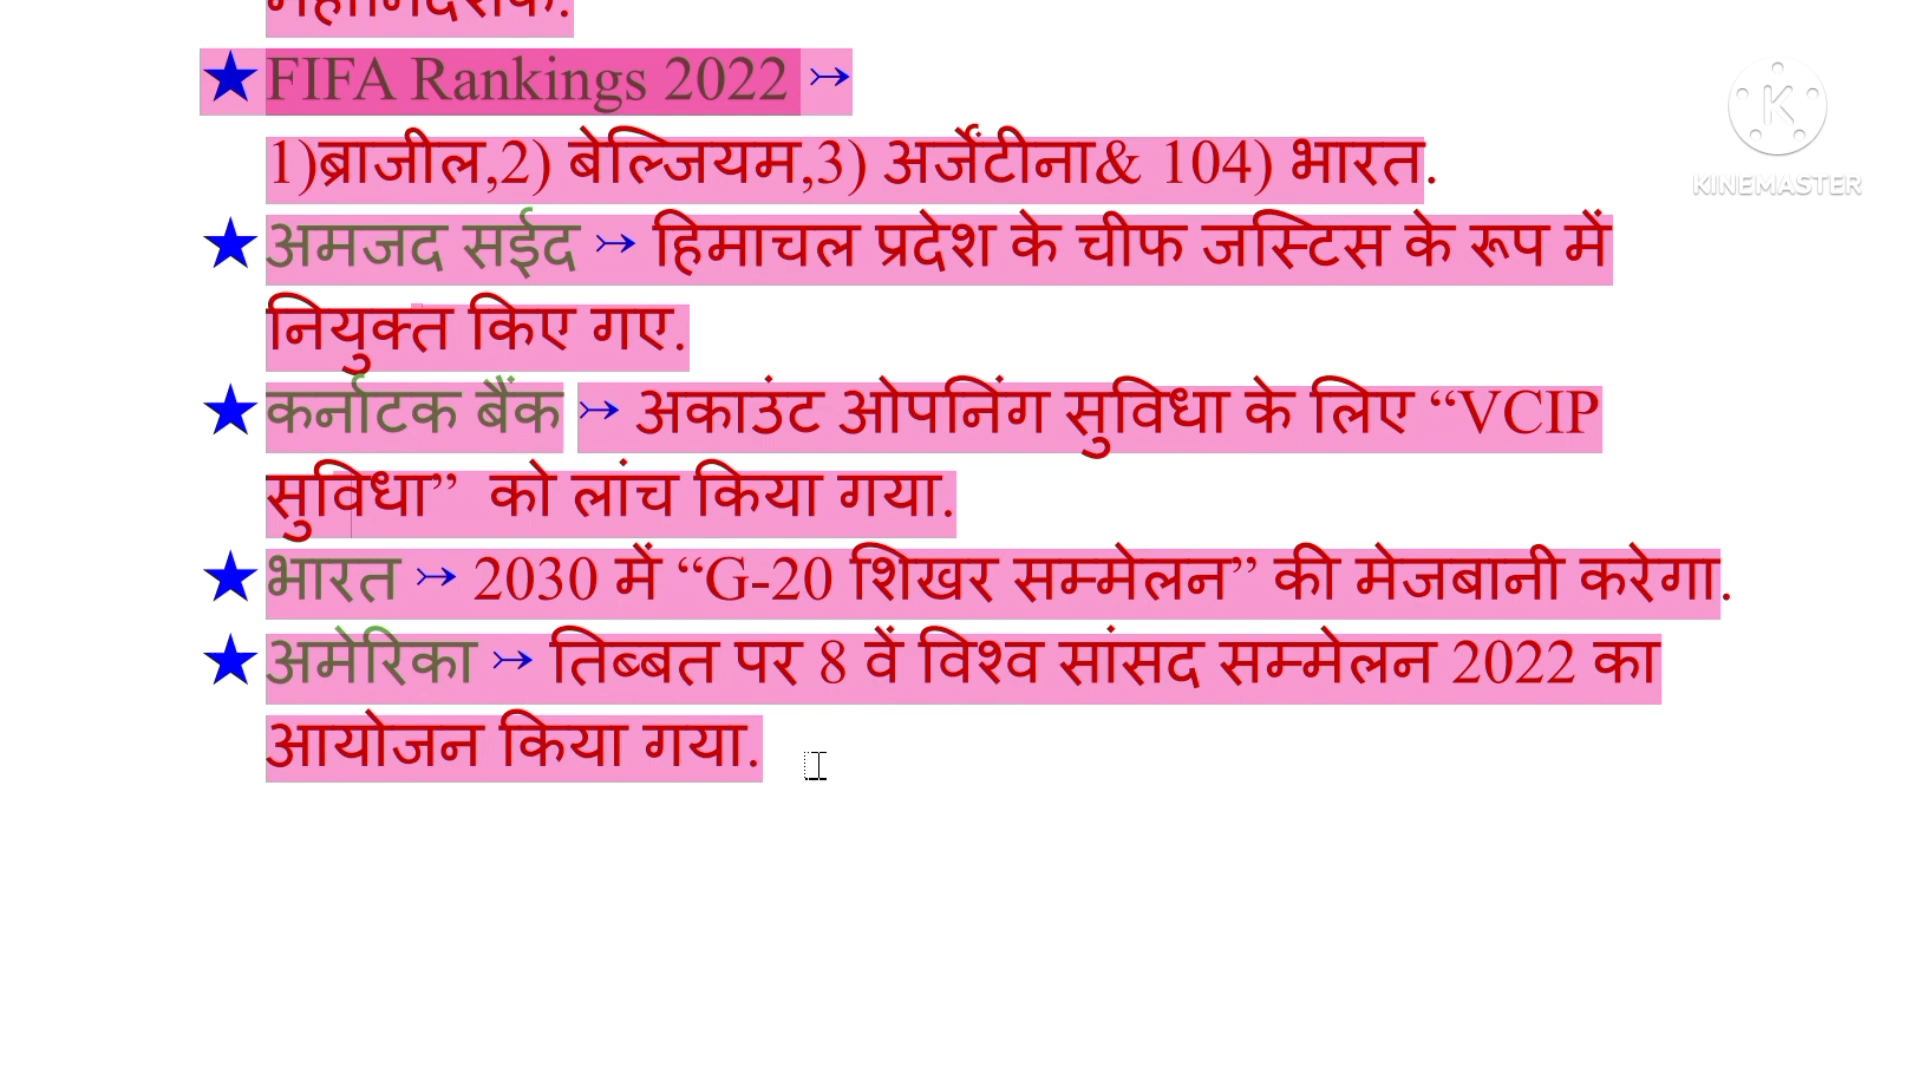 महानिदेशक.
★ FIFA Rankings 2022 ↣
1)ब्राजील,2) बेल्जियम,3) अर्जेंटीना& 104) भारत.
★ अमजद सईद ↣ हिमाचल प्रदेश के चीफ जस्टिस के रूप में
नियुक्त किए गए.
★ कर्नाटक बैंक ↣ अकाउंट ओपनिंग सुविधा के लिए “VCIP
सुविधा” को लांच किया गया.
★ भारत ↣ 2030 में “G-20 शिखर सम्मेलन” की मेजबानी करेगा.
★ अमेरिका ↣ तिब्बत पर 8 वें विश्व सांसद सम्मेलन 2022 का
आयोजन किया गया.
K
KINEMASTER